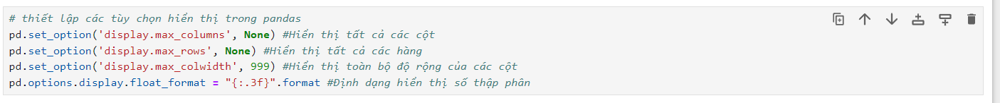 # thiết lập các tùy chọn hiển thị trong pandas
pd.set_option('display.max_columns', None) #Hiển thị tất cả các cột
pd.set_option('display.max_rows', None) #Hiển thị tất cả các hàng
pd.set_option('display.max_colwidth', 999) #Hiển thị toàn bộ độ rộng của các cột
pd.options.display.float_format = "{:.3f}".format #Định dạng hiển thị số thập phân